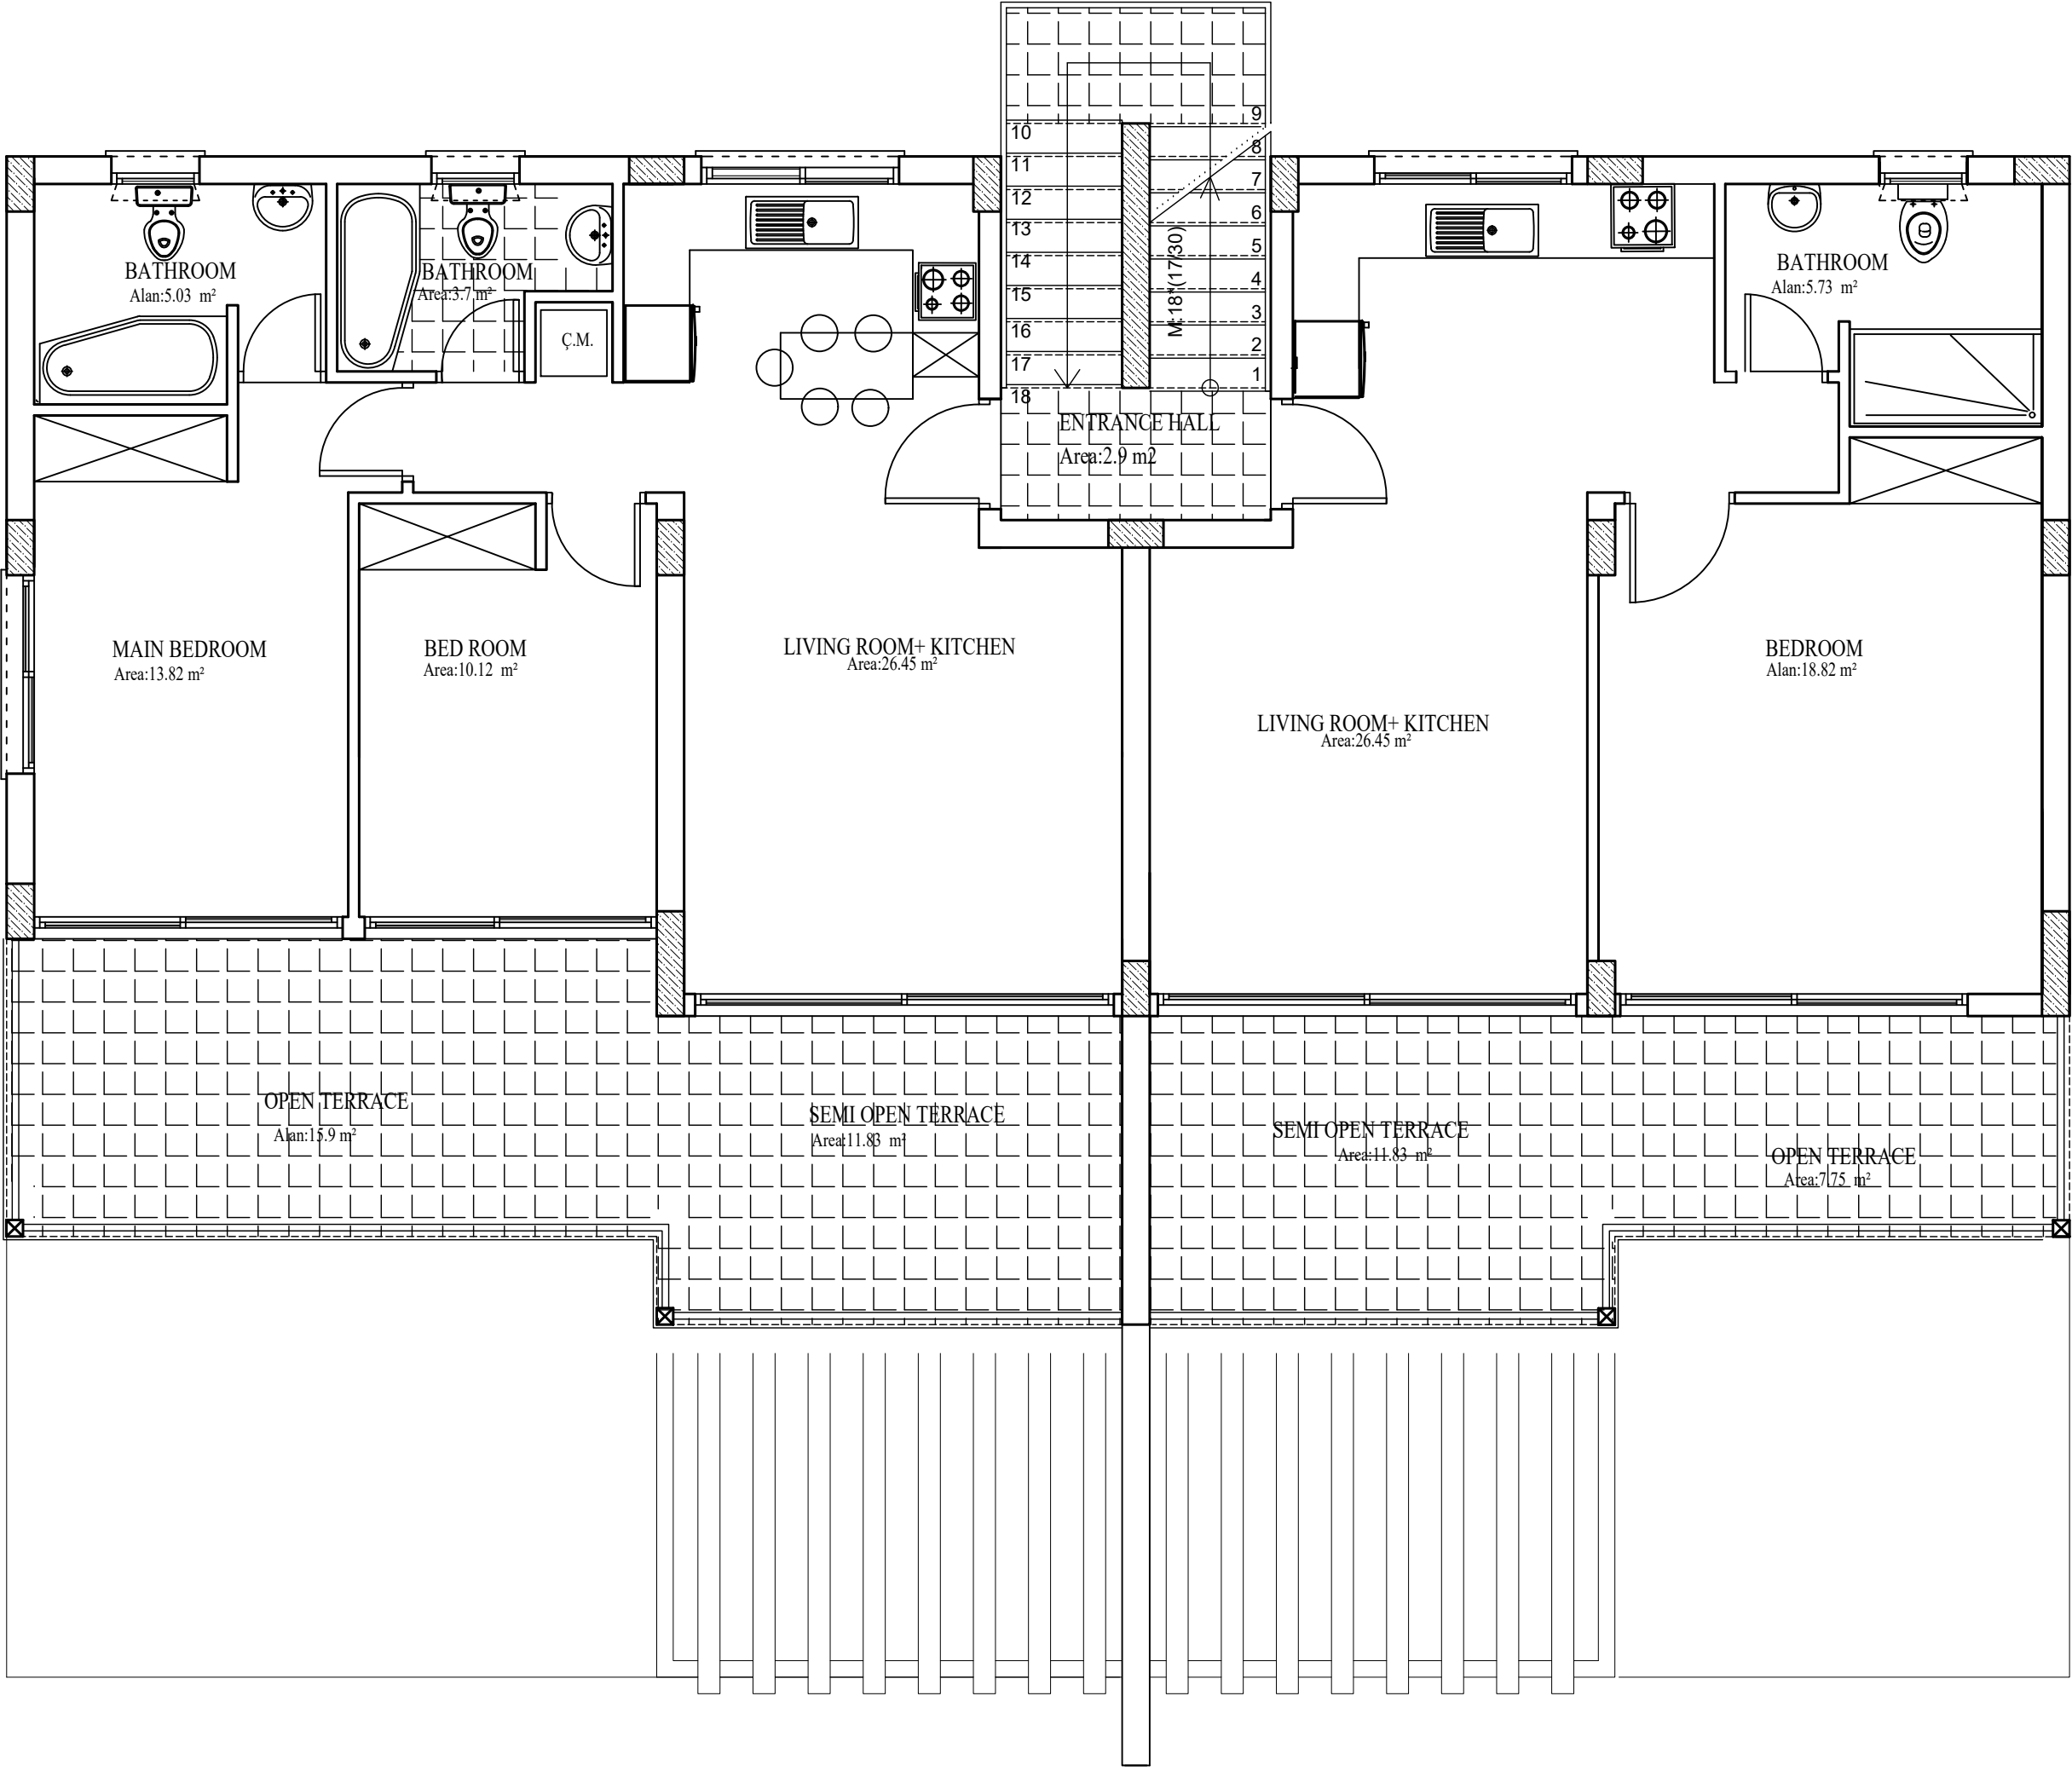 9
10
8
11
7
12
6
13
5
14
4
15
3
16
2
17
1
18
M:18*(17/30)
BATHROOM
Alan:5.03 m²
BATHROOM
Area:3.7 m²
Ç.M.
BATHROOM
Alan:5.73 m²
ENTRANCE HALL
Area:2.9 m2
MAIN BEDROOM
Area:13.82 m²
BED ROOM
Area:10.12 m²
LIVING ROOM+ KITCHEN
Area:26.45 m²
LIVING ROOM+ KITCHEN
Area:26.45 m²
BEDROOM
Alan:18.82 m²
OPEN TERRACE
Alan:15.9 m²
SEMI OPEN TERRACE
Area:11.83 m²
SEMI OPEN TERRACE
Area:11.83 m²
OPEN TERRACE
Area:7.75 m²